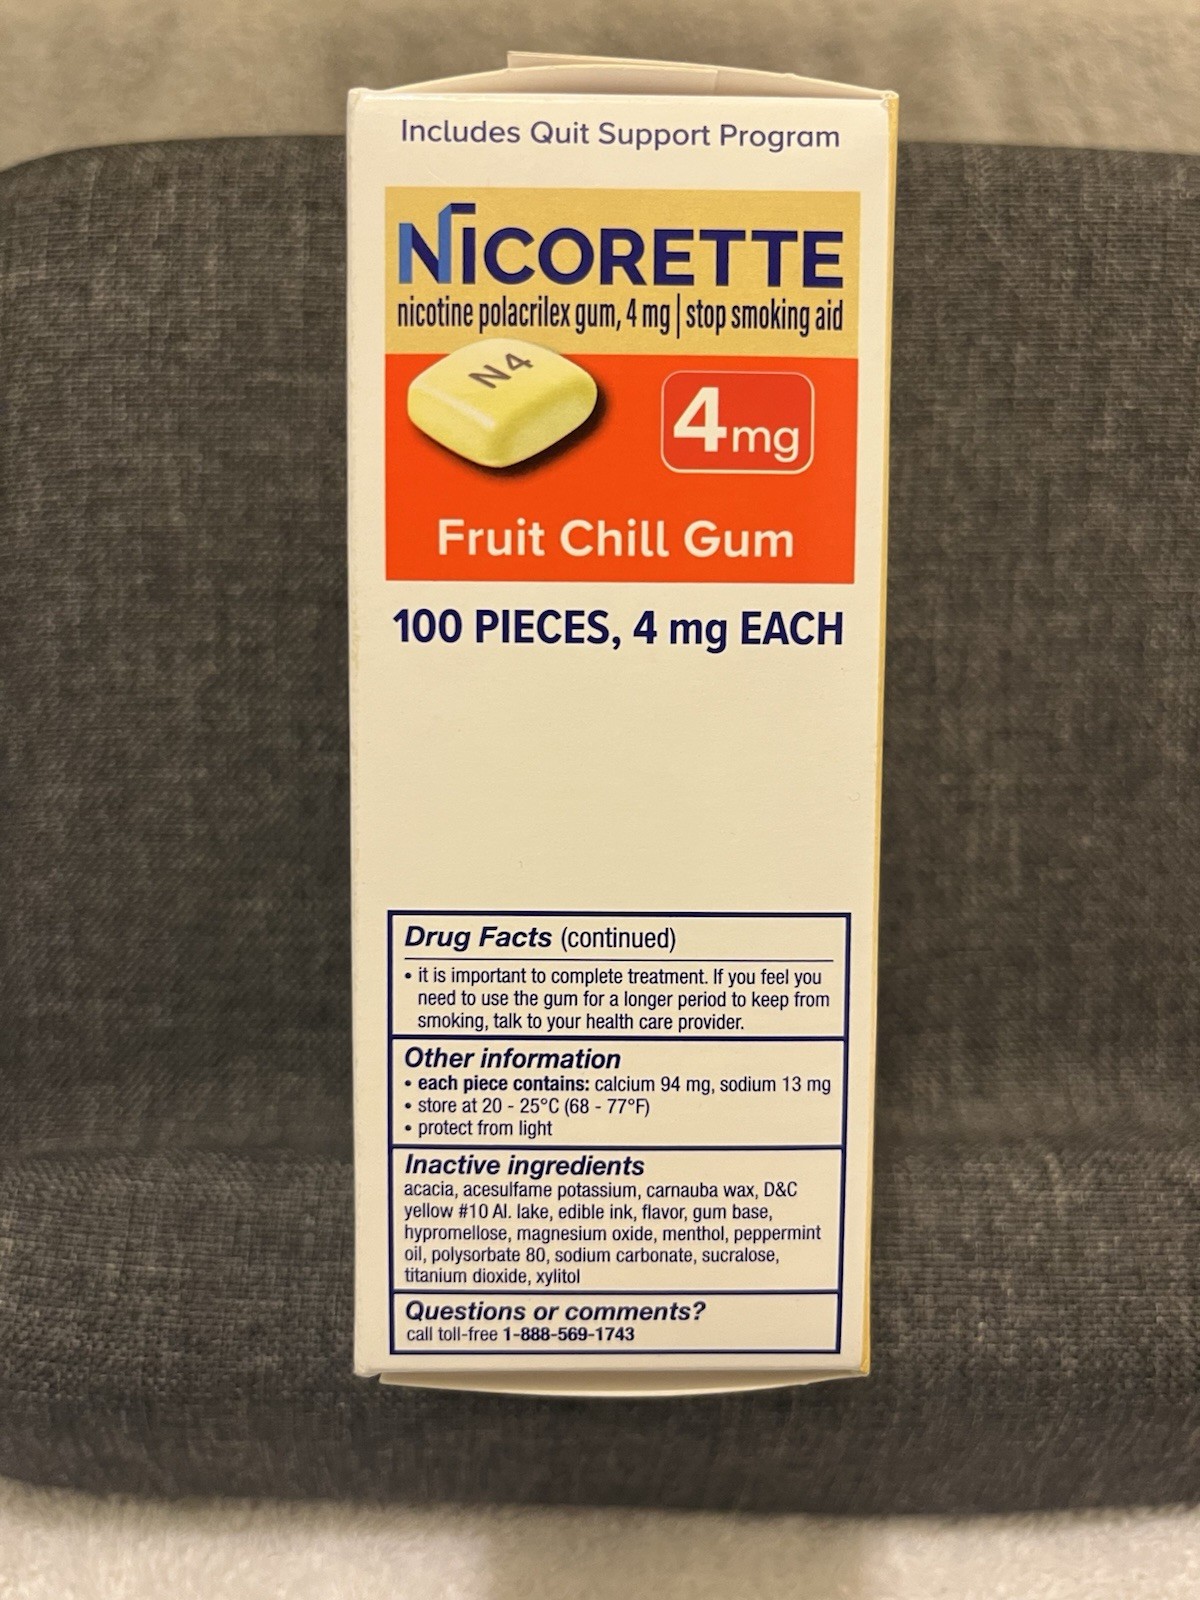 Includes Quit Support Program
NICORETTE
nicotine polacrilex gum, 4 mg | stop smoking aid
N4
4mg
Fruit Chill Gum
100 PIECES, 4 mg EACH
Drug Facts (continued)
• it is important to complete treatment. If you feel you
need to use the gum for a longer period to keep from
smoking, talk to your health care provider.
Other information
• each piece contains: calcium 94 mg, sodium 13 mg
• store at 20 - 25°C (68 - 77°F)
• protect from light
Inactive ingredients
acacia, acesulfame potassium, carnauba wax, D&C
yellow #10 Al. lake, edible ink, flavor, gum base,
hypromellose, magnesium oxide, menthol, peppermint
oil, polysorbate 80, sodium carbonate, sucralose,
titanium dioxide, xylitol
Questions or comments?
call toll-free 1-888-569-1743